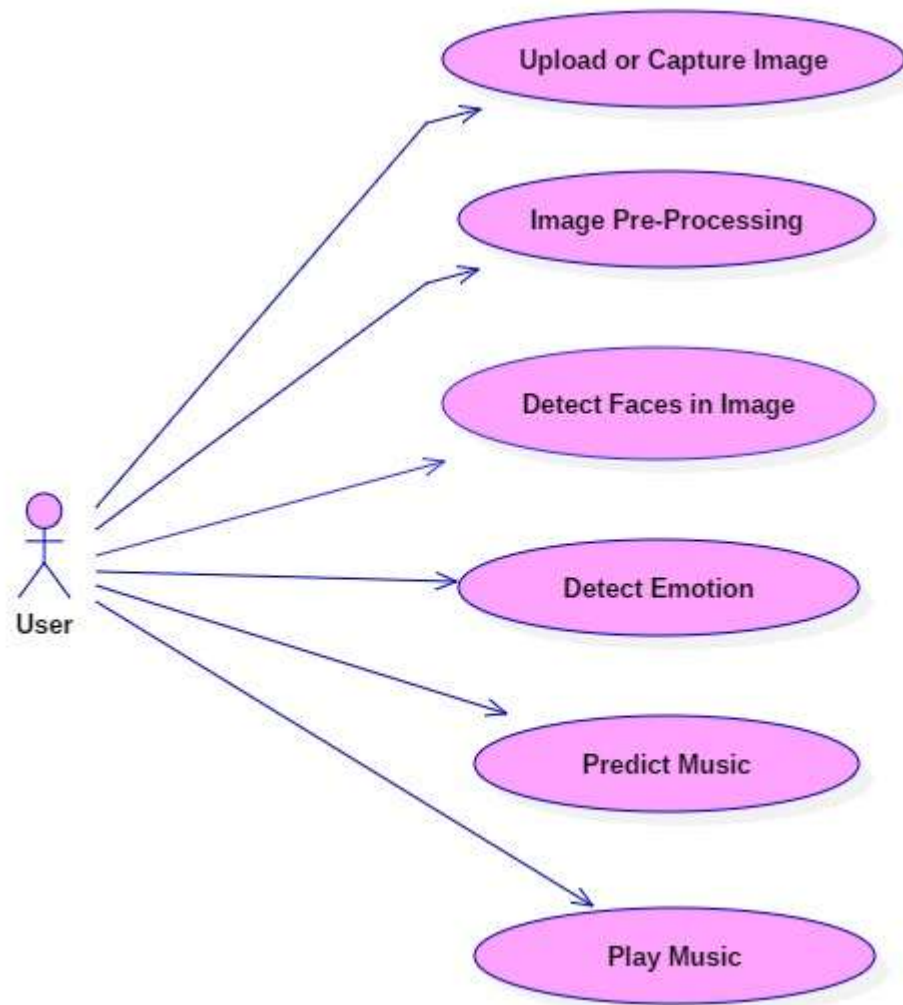 Upload or Capture Image
Image Pre-Processing
Detect Faces in Image
Detect Emotion
User
Predict Music
Play Music